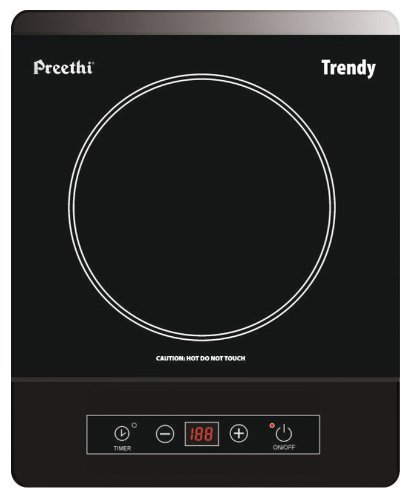 Preethi®
Trendy
CAUTION: HOT DO NOT TOUCH
188
TIMER
ON/OFF